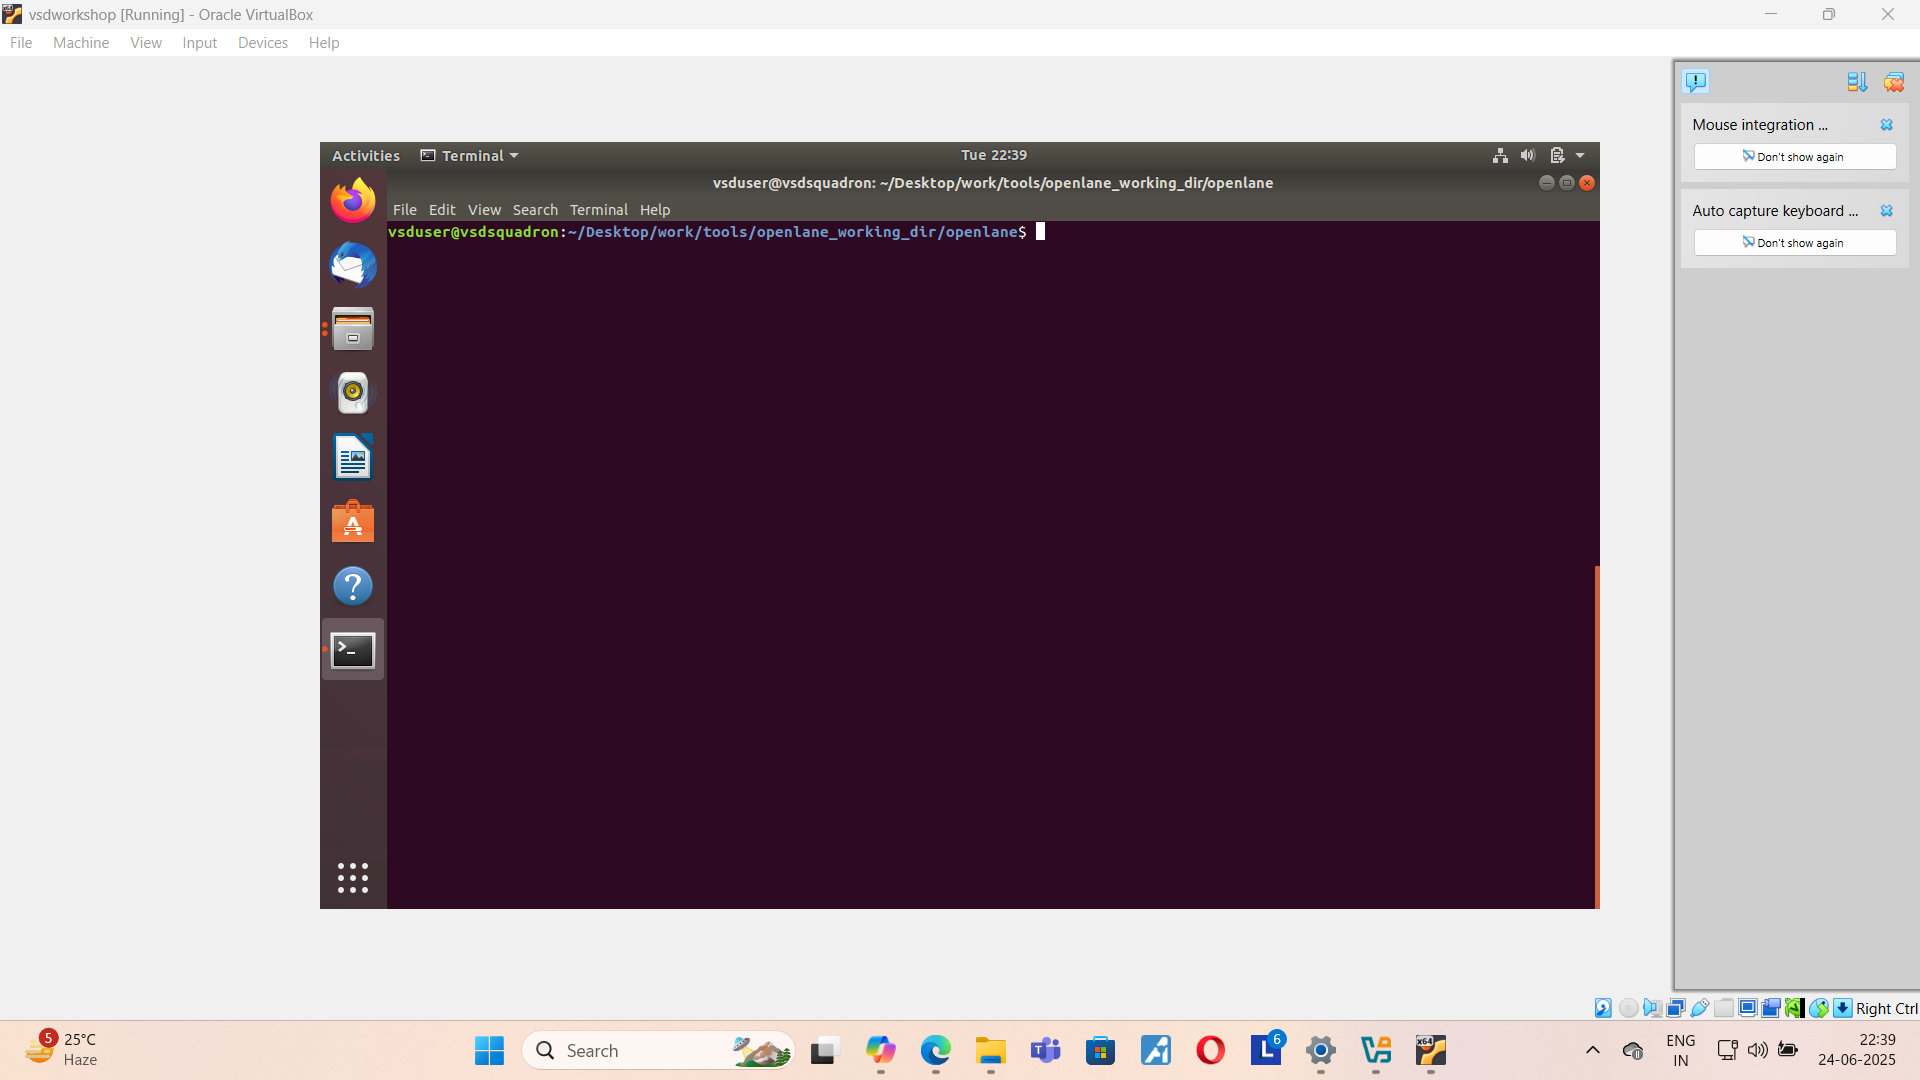 vsdworkshop [Running] - Oracle VirtualBox
File Machine View Input Devices Help
Mouse integration ...
Don't show again
Auto capture keyboard ...
Don't show again
Activities Terminal Tue 22:39
vsduser@vsdsquadron: ~/Desktop/work/tools/openlane_working_dir/openlane
File Edit View Search Terminal Help
vsduser@vsdsquadron:~/Desktop/work/tools/openlane_working_dir/openlane$
Right Ctrl
5 25°C
Haze
Search
6
ENG
IN
22:39
24-06-2025